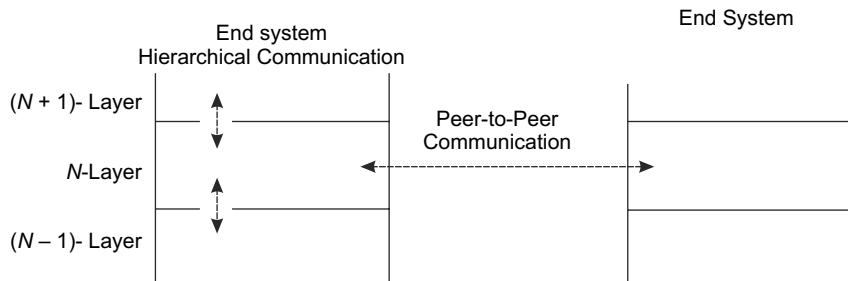 End System
End system
Hierarchical Communication
(N + 1)- Layer
Peer-to-Peer
Communication
N-Layer
(N – 1)- Layer